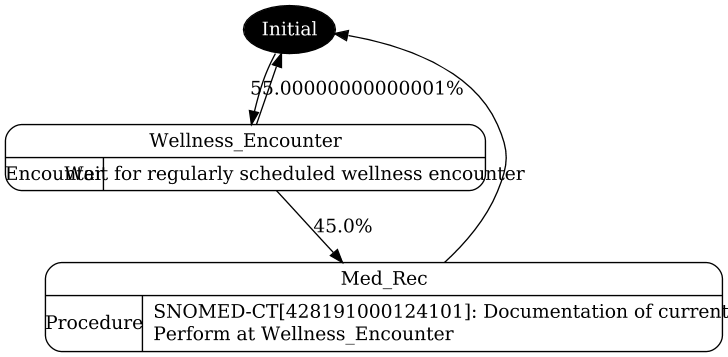 Initial
55.00000000000001%
Wellness_Encounter
Encounter Wait for regularly scheduled wellness encounter
45.0%
Med_Rec
Procedure
SNOMED-CT[428191000124101]: Documentation of current
Perform at Wellness_Encounter